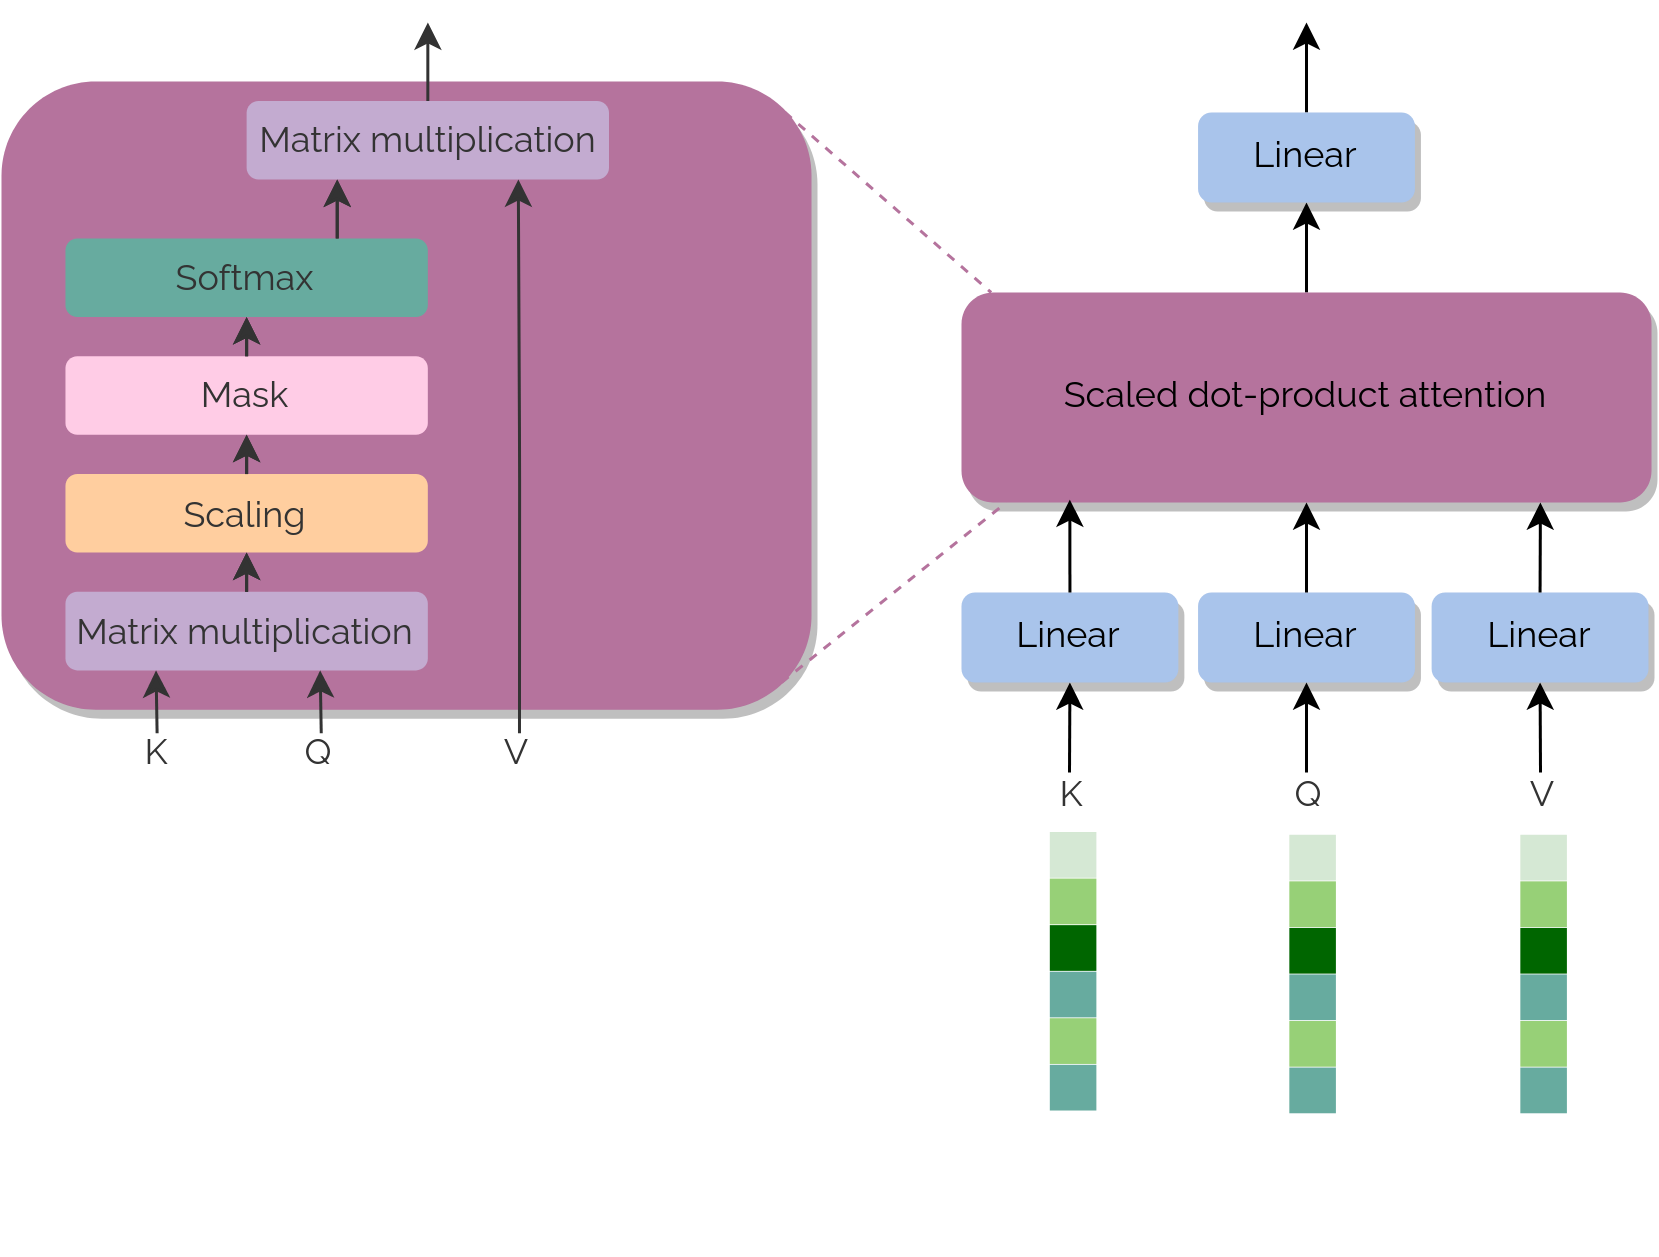 Matrix multiplication
Softmax
Mask
Scaling
Matrix multiplication
K
Q
V
Linear
Scaled dot-product attention
Linear
Linear
Linear
K
Q
V